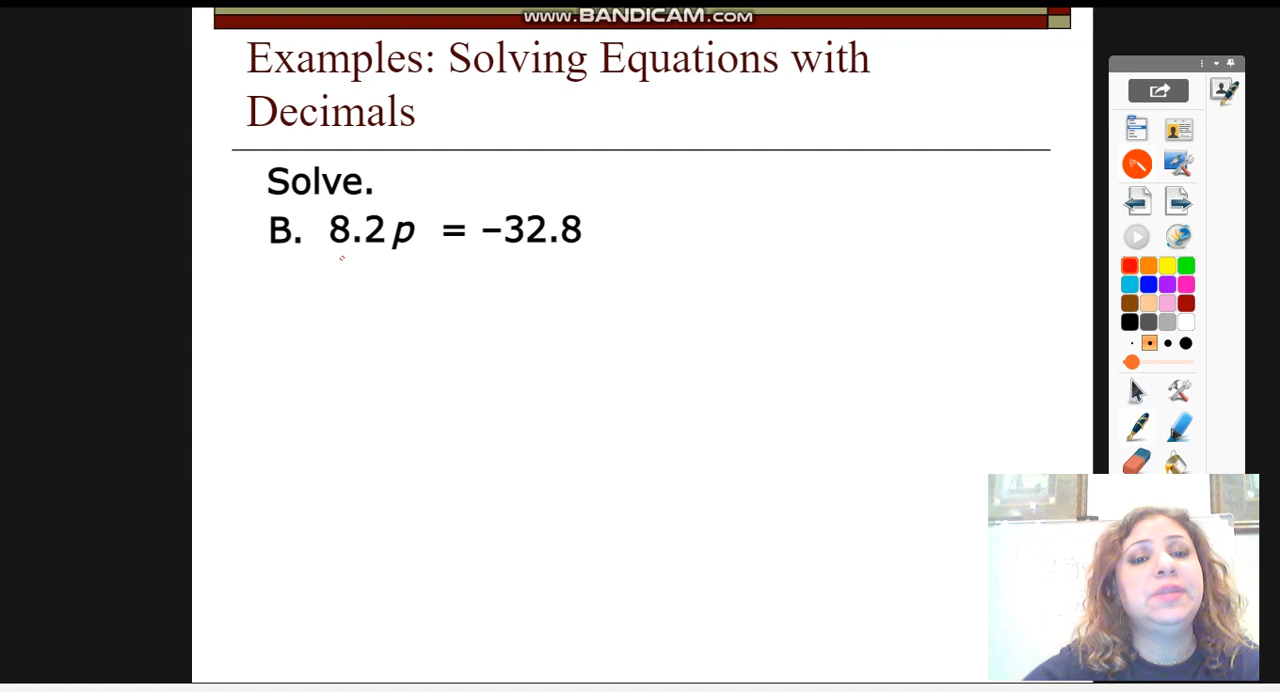 www.BANDICAM.com
Examples: Solving Equations with
Decimals
Solve.
B. 8.2p = –32.8